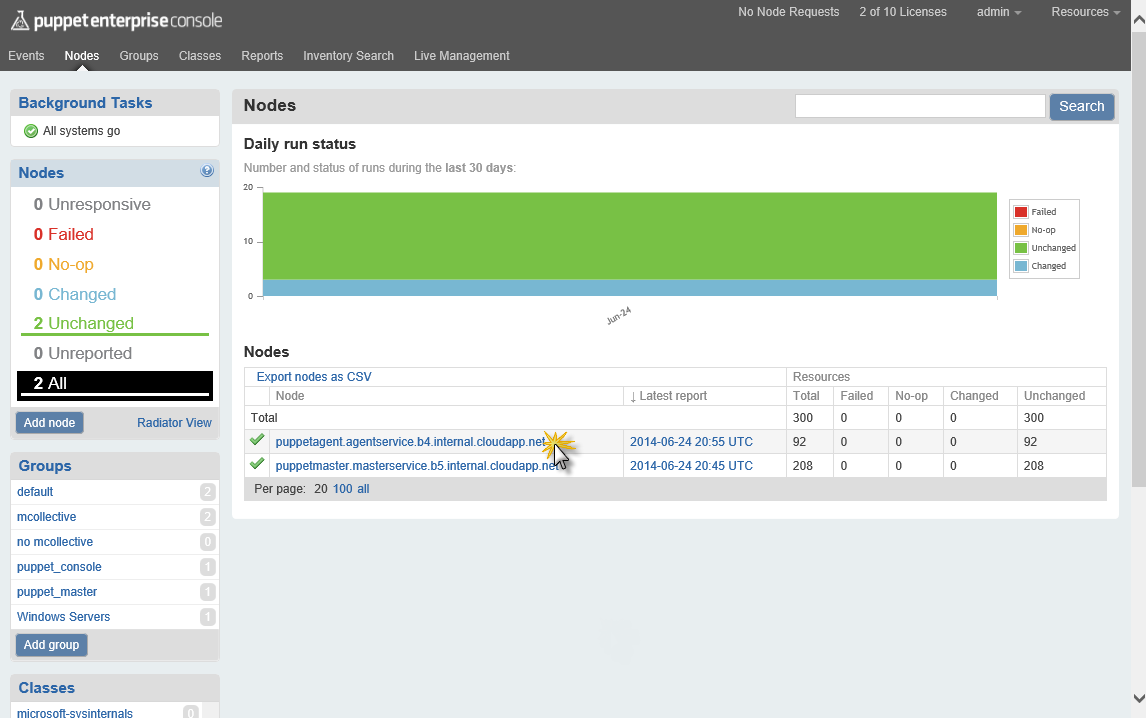 puppet enterprise console
No Node Requests 2 of 10 Licenses admin Resources
Events Nodes Groups Classes Reports Inventory Search Live Management
Background Tasks
All systems go
Nodes
0 Unresponsive
0 Failed
0 No-op
0 Changed
2 Unchanged
0 Unreported
2 All
Add node Radiator View
Groups
default 2
mcollective 2
no mcollective 0
puppet_console 1
puppet_master 1
Windows Servers 1
Add group
Classes
microsoft-sysinternals 0
Nodes
Search
Daily run status
Number and status of runs during the last 30 days:
20
10
0
Jun-24
Failed
No-op
Unchanged
Changed
Nodes
Export nodes as CSV Resources
Node ↓ Latest report Total Failed No-op Changed Unchanged
Total 300 0 0 0 300
puppetagent.agentservice.b4.internal.cloudapp.net 2014-06-24 20:55 UTC 92 0 0 0 92
puppetmaster.masterservice.b5.internal.cloudapp.net 2014-06-24 20:45 UTC 208 0 0 0 208
Per page: 20 100 all